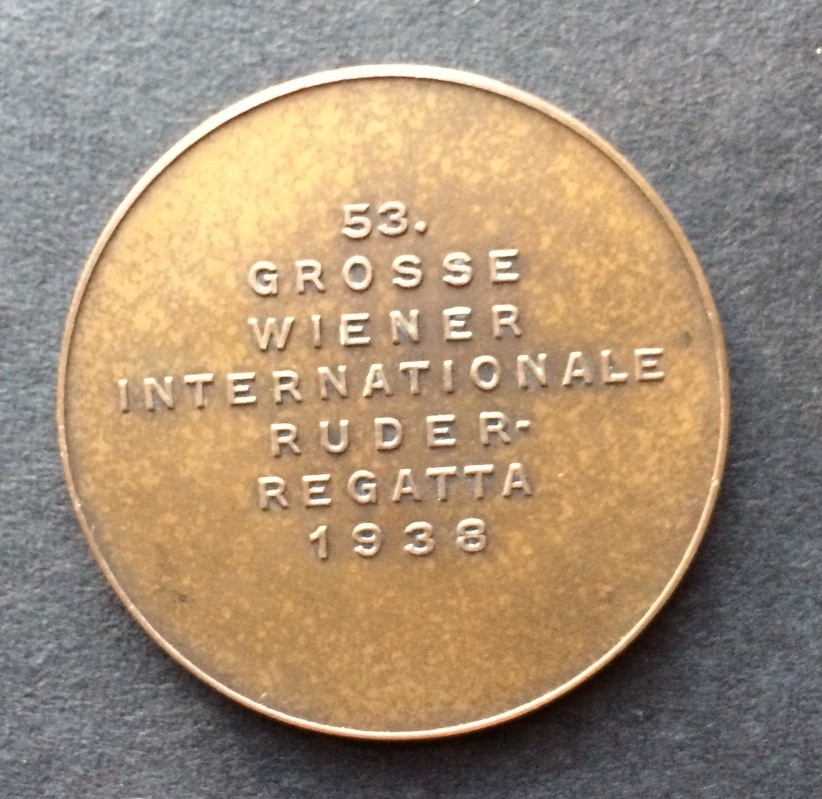 53.
GROSSE
WIENER
INTERNATIONALE
RUDER-
REGATTA
1938